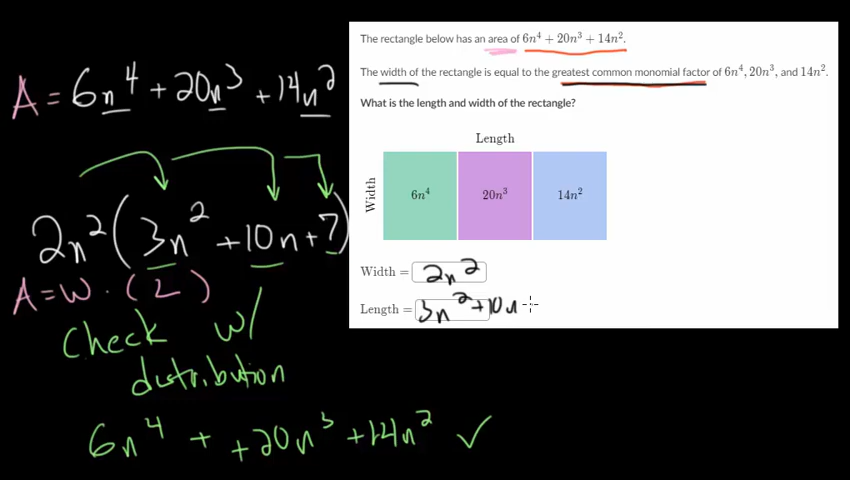 The rectangle below has an area of 6n⁴ + 20n³ + 14n².
The width of the rectangle is equal to the greatest common monomial factor of 6n⁴, 20n³, and 14n².
What is the length and width of the rectangle?
Length
Width
6n⁴ 20n³ 14n²
Width = 2n²
Length = 3n² + 10n
A = 6n⁴ + 20n³ + 14n²
2n² (3n² + 10n + 7)
A = W · (L)
Check w/
distribution
6n⁴ + + 20n³ + 14n² ✓